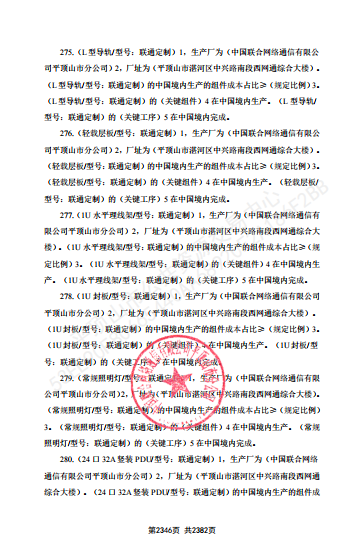 275.（L 型导轨/型号：联通定制）1，生产厂为（中国联合网络通信有限公
司平顶山市分公司）2，厂址为（平顶山市湛河区中兴路南段西网通综合大楼）。
（L 型导轨/型号：联通定制）的中国境内生产的组件成本占比≥（规定比例）3。
（L 型导轨/型号：联通定制）的（关键组件）4 在中国境内生产。（L 型导轨/
型号：联通定制）的（关键工序）5 在中国境内完成。
276.（轻载层板/型号：联通定制）1，生产厂为（中国联合网络通信有限公
司平顶山市分公司）2，厂址为（平顶山市湛河区中兴路南段西网通综合大楼）。
（轻载层板/型号：联通定制）的中国境内生产的组件成本占比≥（规定比例）3。
（轻载层板/型号：联通定制）的（关键组件）4 在中国境内生产。（轻载层板/
型号：联通定制）的（关键工序）5 在中国境内完成。
277.（1U 水平理线架/型号：联通定制）1，生产厂为（中国联合网络通信有
限公司平顶山市分公司）2，厂址为（平顶山市湛河区中兴路南段西网通综合大
楼）。（1U 水平理线架/型号：联通定制）的中国境内生产的组件成本占比≥（规
定比例）3。（1U 水平理线架/型号：联通定制）的（关键组件）4 在中国境内生
产。（1U 水平理线架/型号：联通定制）的（关键工序）5 在中国境内完成。
278.（1U 封板/型号：联通定制）1，生产厂为（中国联合网络通信有限公司
平顶山市分公司）2，厂址为（平顶山市湛河区中兴路南段西网通综合大楼）。
（1U 封板/型号：联通定制）的中国境内生产的组件成本占比≥（规定比例）3。
（1U 封板/型号：联通定制）的（关键组件）4 在中国境内生产。（1U 封板/型
号：联通定制）的（关键工序）5 在中国境内完成。
279.（常规照明灯/型号：联通定制）1，生产厂为（中国联合网络通信有限
公司平顶山市分公司）2，厂址为（平顶山市湛河区中兴路南段西网通综合大楼）。
（常规照明灯/型号：联通定制）的中国境内生产的组件成本占比≥（规定比例）
3。（常规照明灯/型号：联通定制）的（关键组件）4 在中国境内生产。（常规
照明灯/型号：联通定制）的（关键工序）5 在中国境内完成。
280.（24 口 32A 竖装 PDU/型号：联通定制）1，生产厂为（中国联合网络
通信有限公司平顶山市分公司）2，厂址为（平顶山市湛河区中兴路南段西网通
综合大楼）。（24 口 32A 竖装 PDU/型号：联通定制）的中国境内生产的组件成
第2346页 共2382页